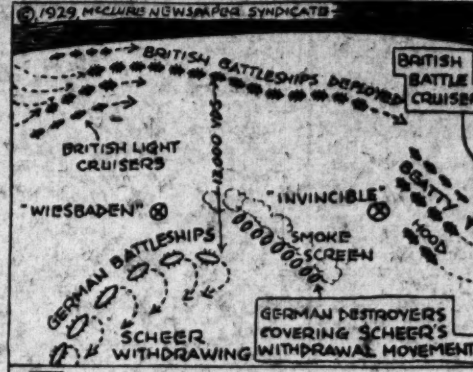 ©, 1929, McCLURE NEWSPAPER SYNDICATE
BRITISH BATTLESHIPS DEPLOYED
BRITISH
BATTLE
CRUISE
BRITISH LIGHT
CRUISERS
12,000 YDS
BEATTY
HOOD
"WIESBADEN"
"INVINCIBLE"
SMOKE
SCREEN
GERMAN BATTLESHIPS
SCHEER
WITHDRAWING
GERMAN DESTROYERS
COVERING SCHEER'S
WITHDRAWAL MOVEMENT